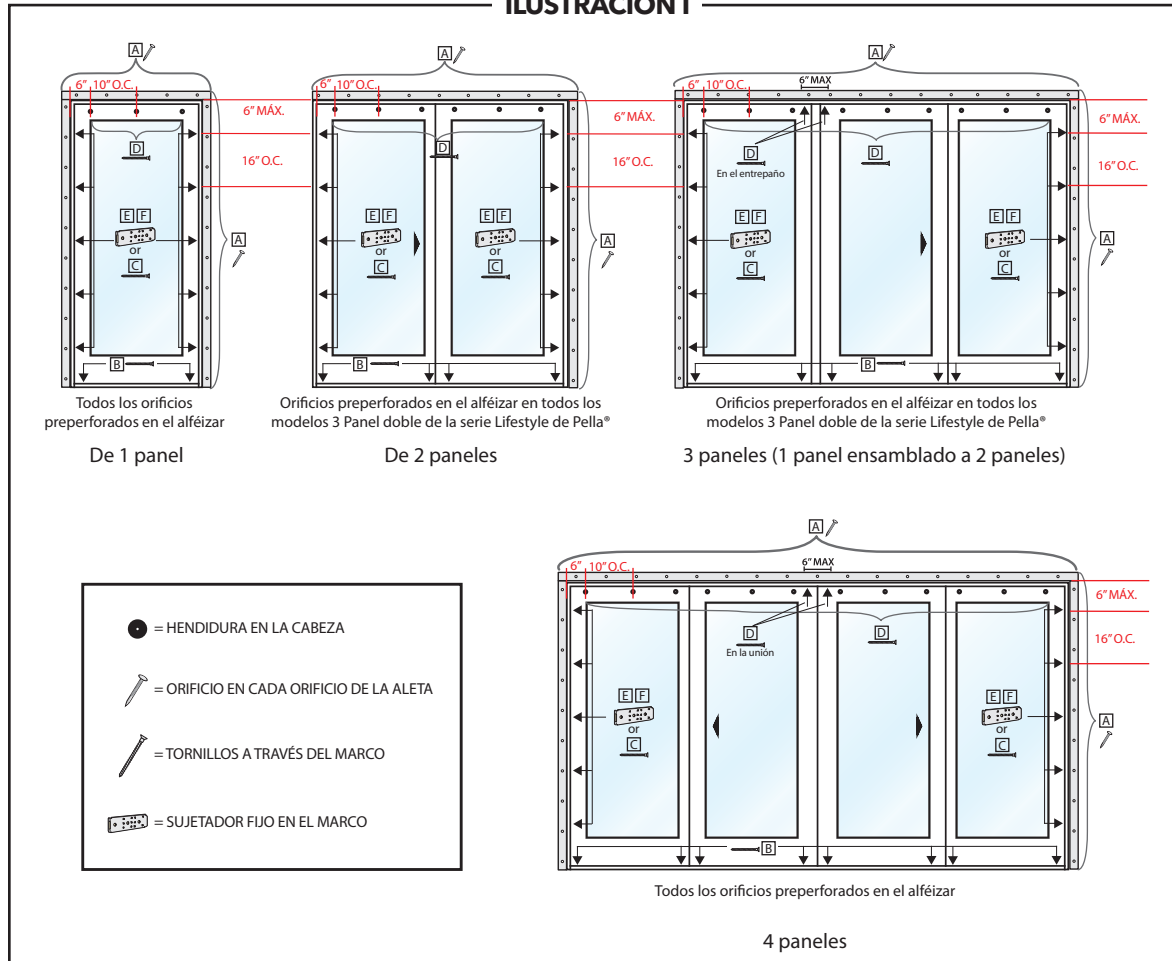 ILUSTRACIÓN I
A
6" 10" O.C.
6" MÁX.
16" O.C.
D
E F
or
C
A
B
Todos los orificios
preperforados en el alféizar
De 1 panel
A
6" 10" O.C.
6" MÁX.
16" O.C.
D
E F
or
C
E F
or
C
A
B
Orificios preperforados en el alféizar en todos los
modelos 3 Panel doble de la serie Lifestyle de Pella®
De 2 paneles
A
6" 10" O.C.
6" MAX
6" MÁX.
16" O.C.
D
En el entrepaño
D
E F
or
C
E F
or
C
A
B
Orificios preperforados en el alféizar en todos los
modelos 3 Panel doble de la serie Lifestyle de Pella®
3 paneles (1 panel ensamblado a 2 paneles)
= HENDIDURA EN LA CABEZA
= ORIFICIO EN CADA ORIFICIO DE LA ALETA
= TORNILLOS A TRAVÉS DEL MARCO
= SUJETADOR FIJO EN EL MARCO
A
6" 10" O.C.
6" MAX
6" MÁX.
16" O.C.
D
En la unión
D
E F
or
C
E F
or
C
A
B
Todos los orificios preperforados en el alféizar
4 paneles